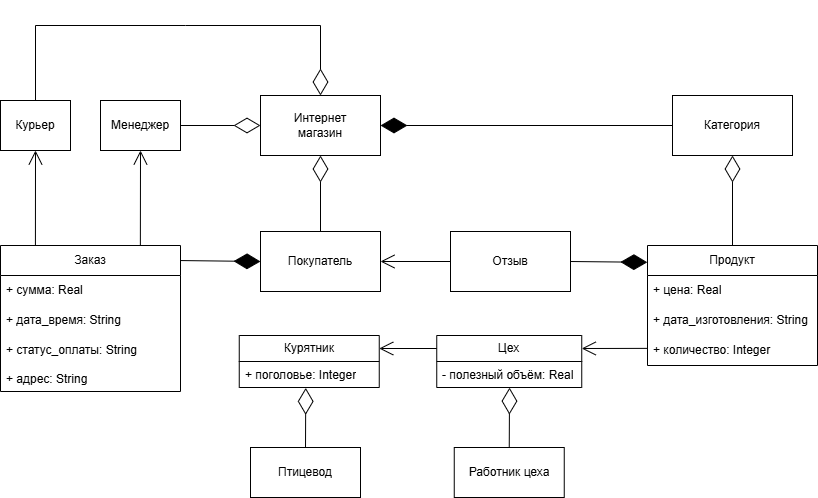 Курьер
Менеджер
Интернет
магазин
Категория
Заказ
+ сумма: Real
+ дата_время: String
+ статус_оплаты: String
+ адрес: String
Покупатель
Отзыв
Продукт
+ цена: Real
+ дата_изготовления: String
+ количество: Integer
Курятник
+ поголовье: Integer
Цех
- полезный объём: Real
Птицевод
Работник цеха